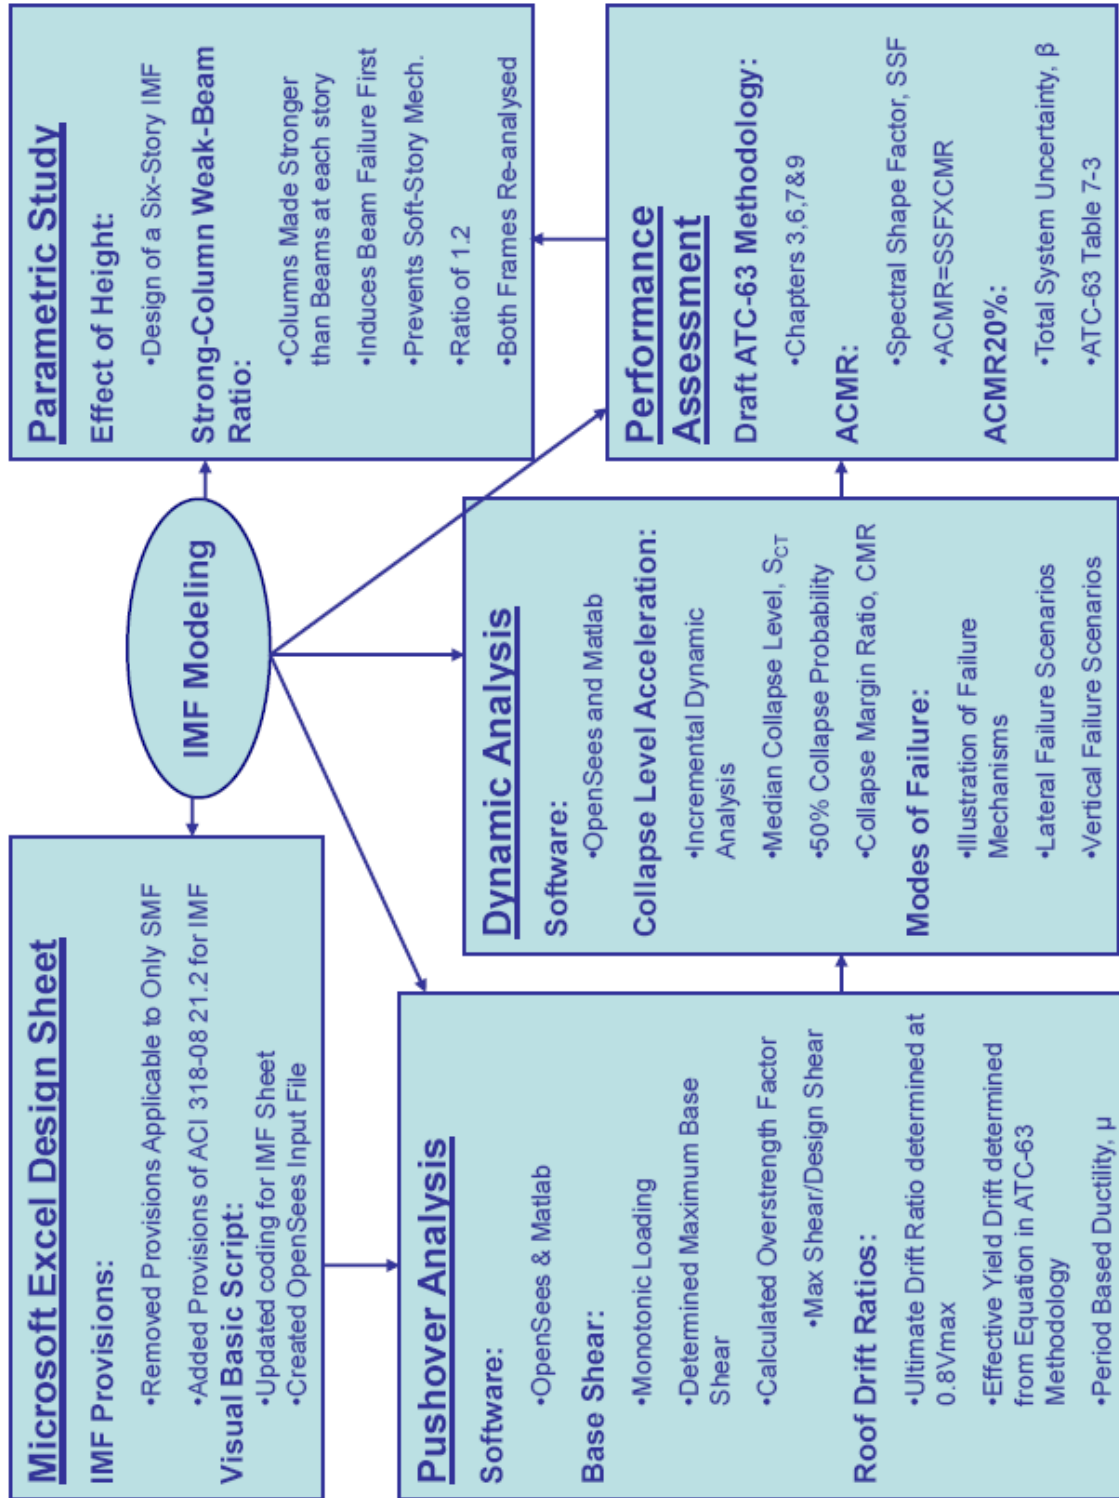 IMF Modeling
Microsoft Excel Design Sheet
IMF Provisions:
•Removed Provisions Applicable to Only SMF
•Added Provisions of ACI 318-08 21.2 for IMF
Visual Basic Script:
•Updated coding for IMF Sheet
•Created OpenSees Input File
Pushover Analysis
Software:
•OpenSees & Matlab
Base Shear:
•Monotonic Loading
•Determined Maximum Base
Shear
•Calculated Overstrength Factor
•Max Shear/Design Shear
Roof Drift Ratios:
•Ultimate Drift Ratio determined at
0.8Vmax
•Effective Yield Drift determined
from Equation in ATC-63
Methodology
•Period Based Ductility, μ
Dynamic Analysis
Software:
•OpenSees and Matlab
Collapse Level Acceleration:
•Incremental Dynamic
Analysis
•Median Collapse Level, SCT
•50% Collapse Probability
•Collapse Margin Ratio, CMR
Modes of Failure:
•Illustration of Failure
Mechanisms
•Lateral Failure Scenarios
•Vertical Failure Scenarios
Performance
Assessment
Draft ATC-63 Methodology:
•Chapters 3,6,7&9
ACMR:
•Spectral Shape Factor, SSF
•ACMR=SSFXCMR
ACMR20%:
•Total System Uncertainty, β
•ATC-63 Table 7-3
Parametric Study
Effect of Height:
•Design of a Six-Story IMF
Strong-Column Weak-Beam
Ratio:
•Columns Made Stronger
than Beams at each story
•Induces Beam Failure First
•Prevents Soft-Story Mech.
•Ratio of 1.2
•Both Frames Re-analysed